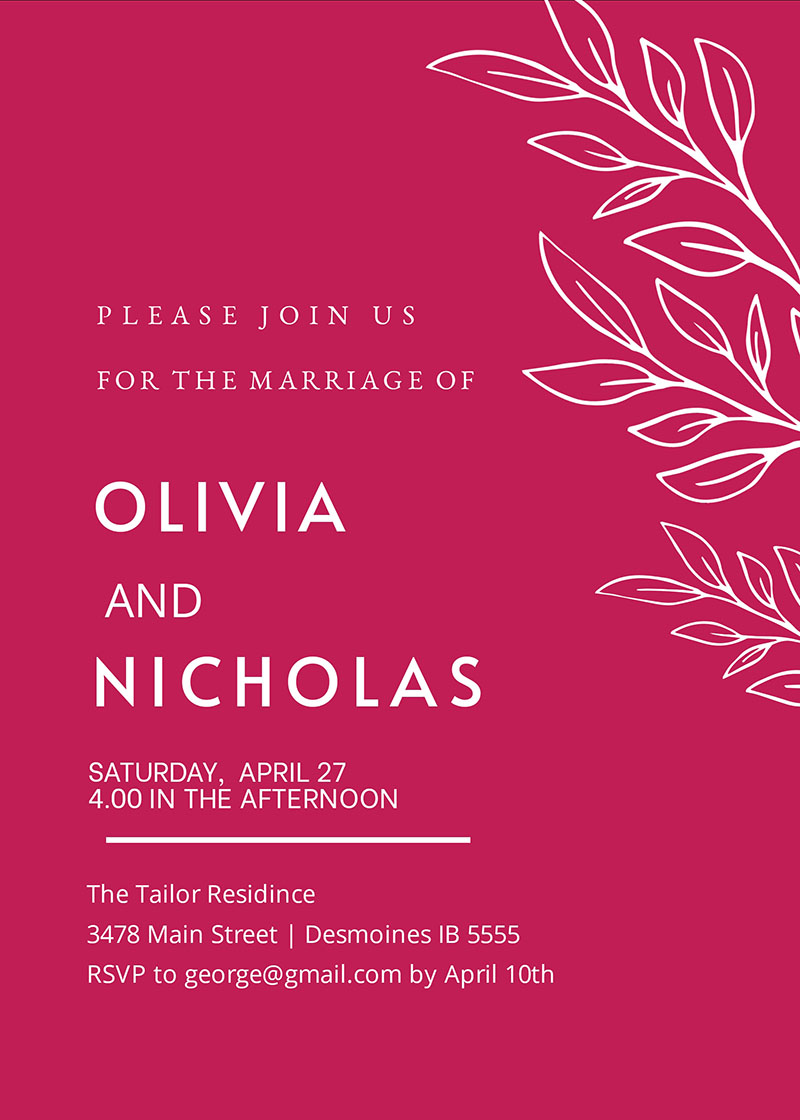 PLEASE JOIN US
FOR THE MARRIAGE OF
OLIVIA
AND
NICHOLAS
SATURDAY, APRIL 27
4.00 IN THE AFTERNOON
The Tailor Residince
3478 Main Street | Desmoines IB 5555
RSVP to george@gmail.com by April 10th